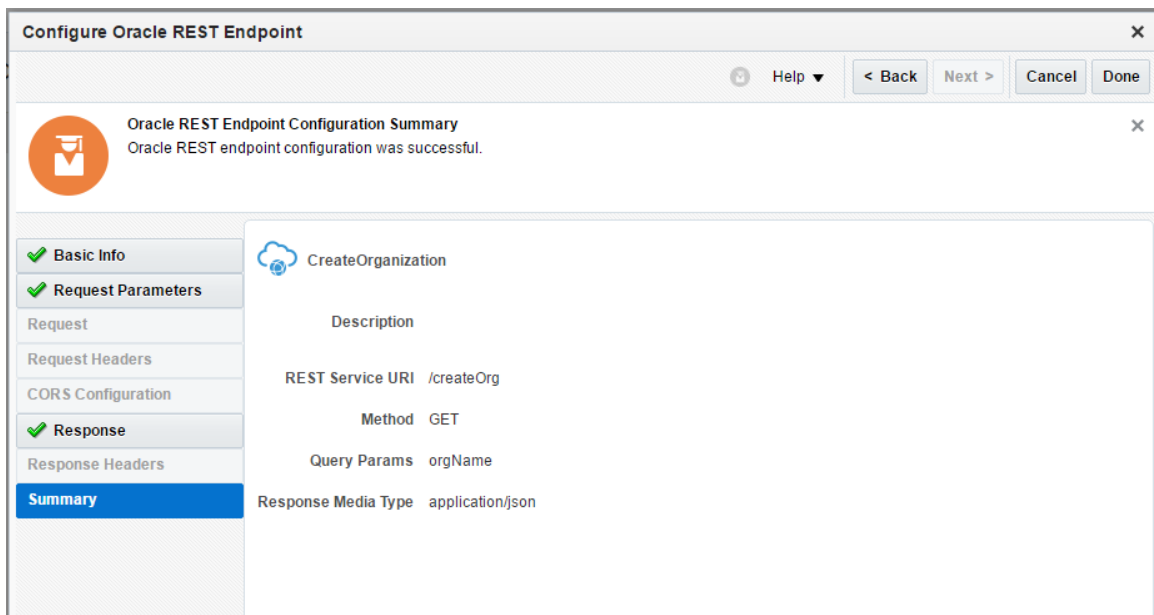 Configure Oracle REST Endpoint
Help
< Back
Next >
Cancel
Done
Oracle REST Endpoint Configuration Summary
Oracle REST endpoint configuration was successful.
Basic Info
Request Parameters
Request
Request Headers
CORS Configuration
Response
Response Headers
Summary
CreateOrganization
Description
REST Service URI /createOrg
Method GET
Query Params orgName
Response Media Type application/json